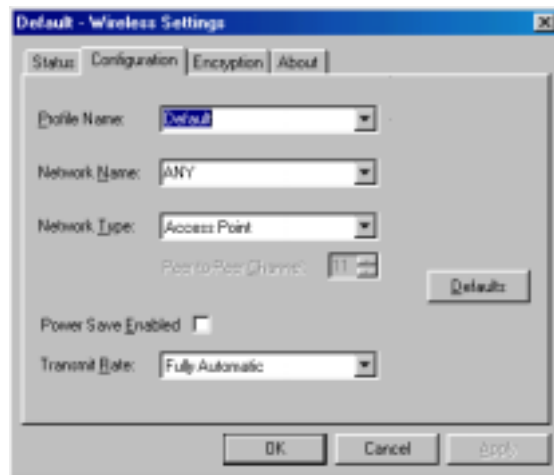 Default - Wireless Settings
Status Configuration Encryption About
Profile Name: Default
Network Name: ANY
Network Type: Access Point
Peer to Peer Channel: 11
Defaults
Power Save Enabled
Transmit Rate: Fully Automatic
OK Cancel Apply